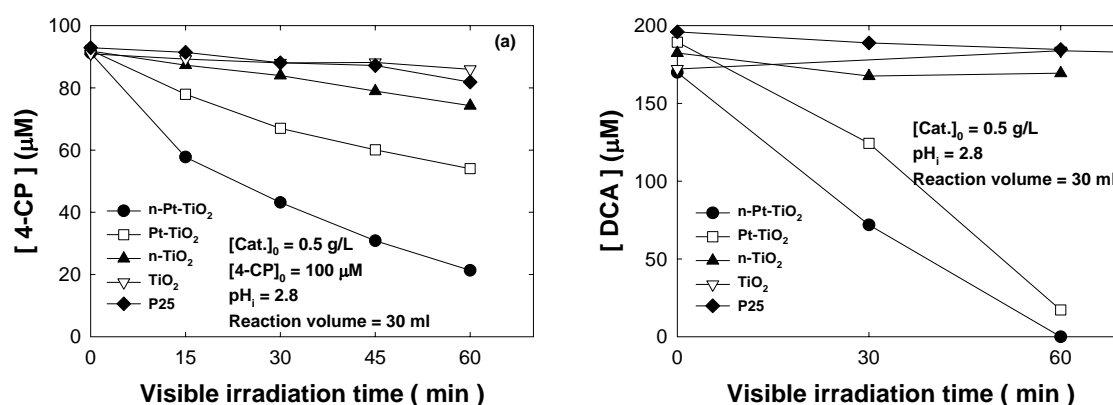 100
80
60
40
20
0
[ 4-CP ] (μM)
(a)
n-Pt-TiO₂
Pt-TiO₂
n-TiO₂
TiO₂
P25
[Cat.]₀ = 0.5 g/L
[4-CP]₀ = 100 μM
pHᵢ = 2.8
Reaction volume = 30 ml
0 15 30 45 60
Visible irradiation time ( min )
200
150
100
50
0
[ DCA ] (μM)
[Cat.]₀ = 0.5 g/L
pHᵢ = 2.8
Reaction volume = 30 ml
n-Pt-TiO₂
Pt-TiO₂
n-TiO₂
TiO₂
P25
0 30 60
Visible irradiation time ( min )